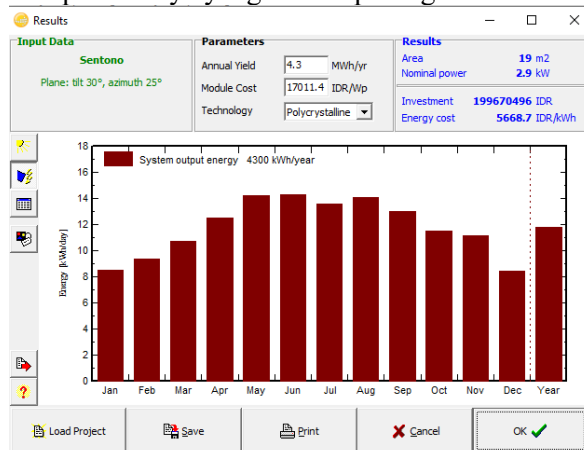 Results
Input Data
Sentono
Plane: tilt 30°, azimuth 25°
Parameters
Annual Yield 4.3 MWh/yr
Module Cost 17011.4 IDR/Wp
Technology Polycrystalline
Results
Area 19 m2
Nominal power 2.9 kW
Investment 199670496 IDR
Energy cost 5668.7 IDR/kWh
System output energy 4300 kWh/year
Energy [kWh/day]
18
16
14
12
10
8
6
4
2
0
Jan Feb Mar Apr May Jun Jul Aug Sep Oct Nov Dec Year
Load Project
Save
Print
Cancel
OK